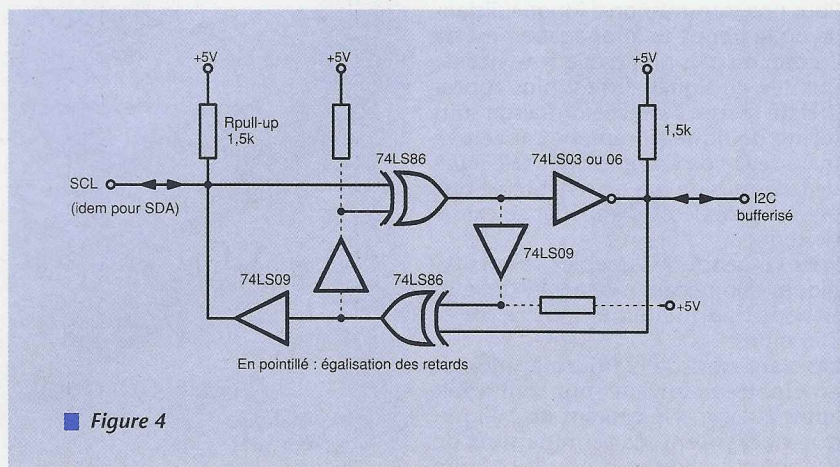 +5V
+5V
+5V
Rpull-up
1,5k
1,5k
74LS86
74LS03 ou 06
SCL
(idem pour SDA)
I2C
bufferisé
74LS09
74LS09
74LS86
+5V
En pointillé : égalisation des retards
Figure 4